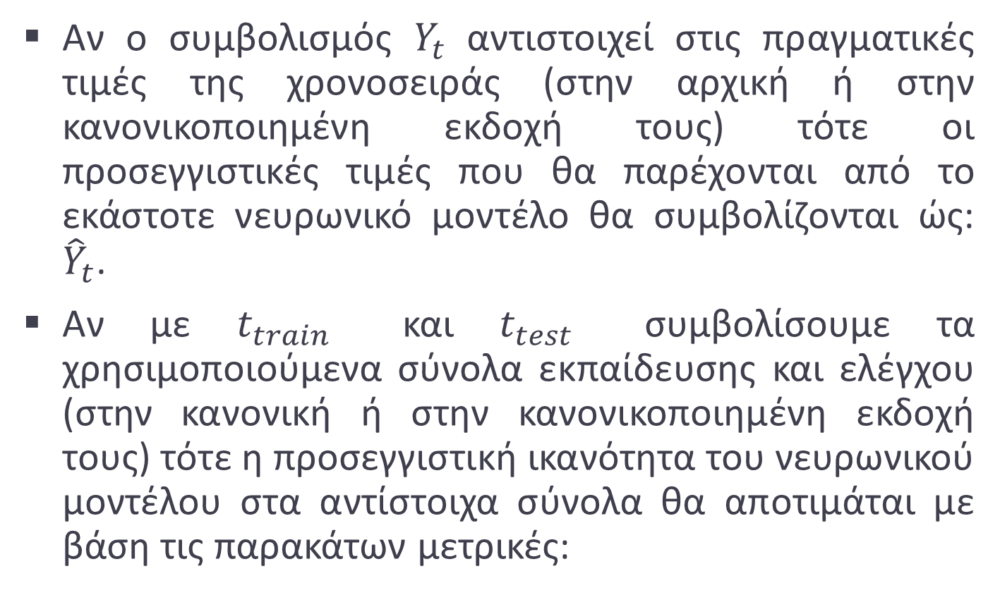 ▪ Αν ο συμβολισμός $Y_t$ αντιστοιχεί στις πραγματικές
τιμές της χρονοσειράς (στην αρχική ή στην
κανονικοποιημένη εκδοχή τους) τότε οι
προσεγγιστικές τιμές που θα παρέχονται από το
εκάστοτε νευρωνικό μοντέλο θα συμβολίζονται ώς:
$\hat{Y}_t$.
▪ Αν με $t_{train}$ και $t_{test}$ συμβολίσουμε τα
χρησιμοποιούμενα σύνολα εκπαίδευσης και ελέγχου
(στην κανονική ή στην κανονικοποιημένη εκδοχή
τους) τότε η προσεγγιστική ικανότητα του νευρωνικού
μοντέλου στα αντίστοιχα σύνολα θα αποτιμάται με
βάση τις παρακάτων μετρικές: